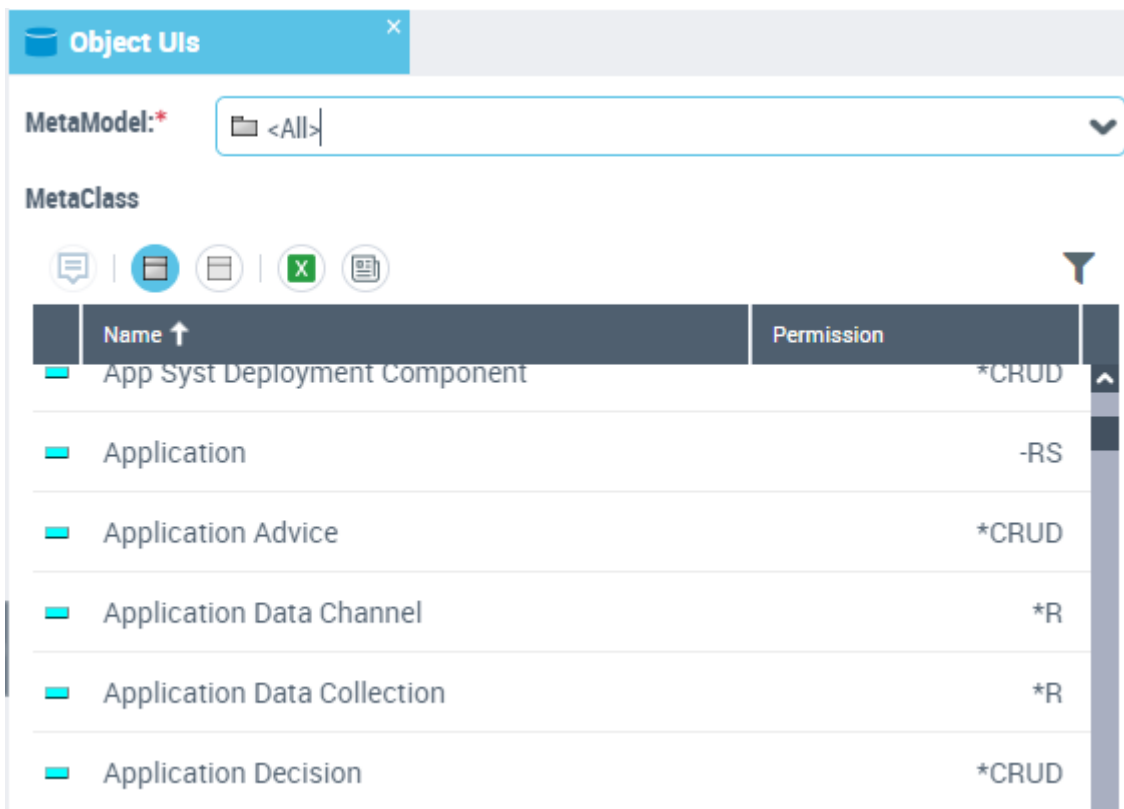 Object UIs
MetaModel:*
<All>
MetaClass
Name Permission
App Syst Deployment Component *CRUD
Application -RS
Application Advice *CRUD
Application Data Channel *R
Application Data Collection *R
Application Decision *CRUD